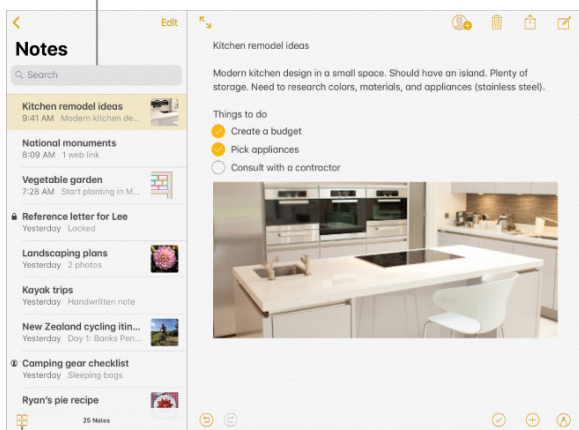 Edit
Notes
Search
Kitchen remodel ideas
9:41 AM Modern kitchen de...
National monuments
8:09 AM 1 web link
Vegetable garden
7:28 AM Start planting in M...
Reference letter for Lee
Yesterday Locked
Landscaping plans
Yesterday 2 photos
Kayak trips
Yesterday Handwritten note
New Zealand cycling itin...
Yesterday Day 1: Banks Pen...
Camping gear checklist
Yesterday Sleeping bags
Ryan's pie recipe
25 Notes
Kitchen remodel ideas
Modern kitchen design in a small space. Should have an island. Plenty of
storage. Need to research colors, materials, and appliances (stainless steel).
Things to do
Create a budget
Pick appliances
Consult with a contractor